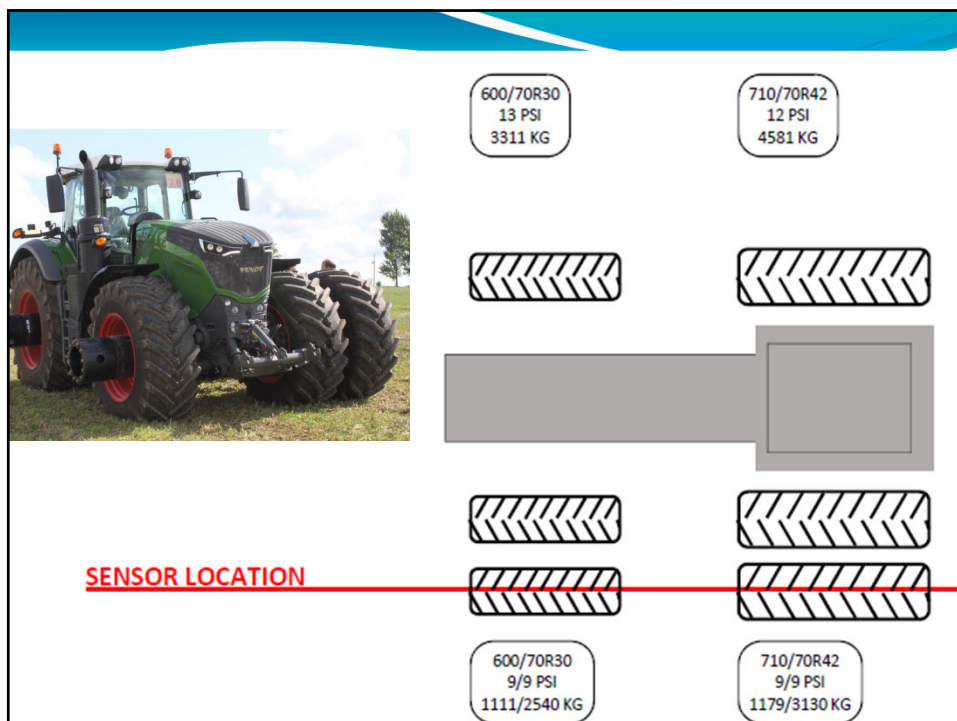 600/70R30
13 PSI
3311 KG
710/70R42
12 PSI
4581 KG
FENDT
SENSOR LOCATION
600/70R30
9/9 PSI
1111/2540 KG
710/70R42
9/9 PSI
1179/3130 KG